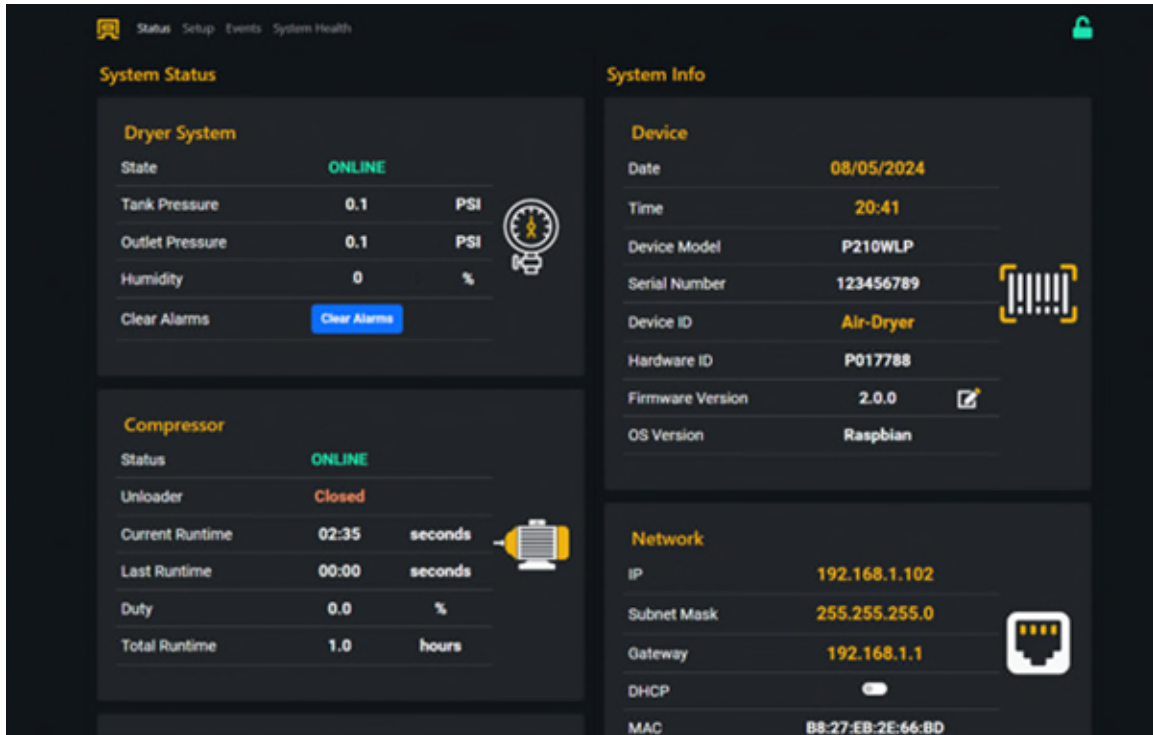 Status Setup Events System Health
System Status
Dryer System
State ONLINE
Tank Pressure 0.1 PSI
Outlet Pressure 0.1 PSI
Humidity 0 %
Clear Alarms Clear Alarms
Compressor
Status ONLINE
Unloader Closed
Current Runtime 02:35 seconds
Last Runtime 00:00 seconds
Duty 0.0 %
Total Runtime 1.0 hours
System Info
Device
Date 08/05/2024
Time 20:41
Device Model P210WLP
Serial Number 123456789
Device ID Air-Dryer
Hardware ID P017788
Firmware Version 2.0.0
OS Version Raspbian
Network
IP 192.168.1.102
Subnet Mask 255.255.255.0
Gateway 192.168.1.1
DHCP
MAC B8:27:EB:2E:66:BD